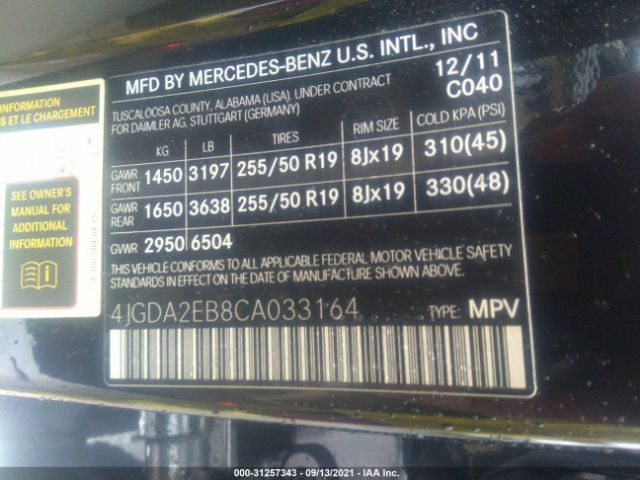 MFD BY MERCEDES-BENZ U.S. INTL., INC
TUSCALOOSA COUNTY, ALABAMA (USA). UNDER CONTRACT 12/11
FOR DAIMLER AG, STUTTGART (GERMANY) C040
KG LB TIRES RIM SIZE COLD KPA (PSI)
GAWR FRONT 1450 3197 255/50 R19 8Jx19 310(45)
GAWR REAR 1650 3638 255/50 R19 8Jx19 330(48)
GVWR 2950 6504
THIS VEHICLE CONFORMS TO ALL APPLICABLE FEDERAL MOTOR VEHICLE SAFETY
STANDARDS IN EFFECT ON THE DATE OF MANUFACTURE SHOWN ABOVE.
4JGDA2EB8CA033164 TYPE: MPV
INFORMATION
ET LE CHARGEMENT
SEE OWNER'S
MANUAL FOR
ADDITIONAL
INFORMATION
000-31257343 - 09/13/2021 - IAA Inc.